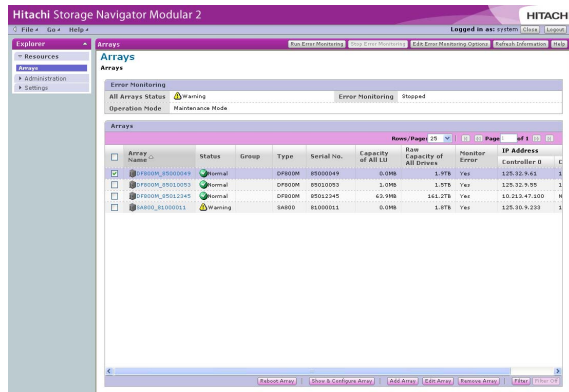 Hitachi Storage Navigator Modular 2
HITACH
File Go Help
Logged in as: system Close Logout
Explorer
Resources
Arrays
Administration
Settings
Arrays
Run Error Monitoring Stop Error Monitoring Edit Error Monitoring Options Refresh Information Help
Arrays
Arrays
Error Monitoring
All Arrays Status Warning Error Monitoring Stopped
Operation Mode Maintenance Mode
Arrays
Rows/Page: 25 Page 1 of 1
Array Name Status Group Type Serial No. Capacity of All LU Raw Capacity of All Drives Monitor Error IP Address
Controller 0 C
DF800M_85000049 Normal DF800M 85000049 0.0MB 1.9TB Yes 125.32.9.61 1
DF800M_85010053 Normal DF800M 85010053 1.0MB 1.5TB Yes 125.32.9.55 1
DF800M_85012345 Normal DF800M 85012345 63.9MB 161.2TB Yes 10.213.47.100 N
SA800_81000011 Warning SA800 81000011 0.0MB 1.8TB Yes 125.30.9.233 1
Reboot Array Show & Configure Array Add Array Edit Array Remove Array Filter Filter Off